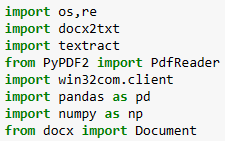 import os,re
import docx2txt
import textract
from PyPDF2 import PdfReader
import win32com.client
import pandas as pd
import numpy as np
from docx import Document